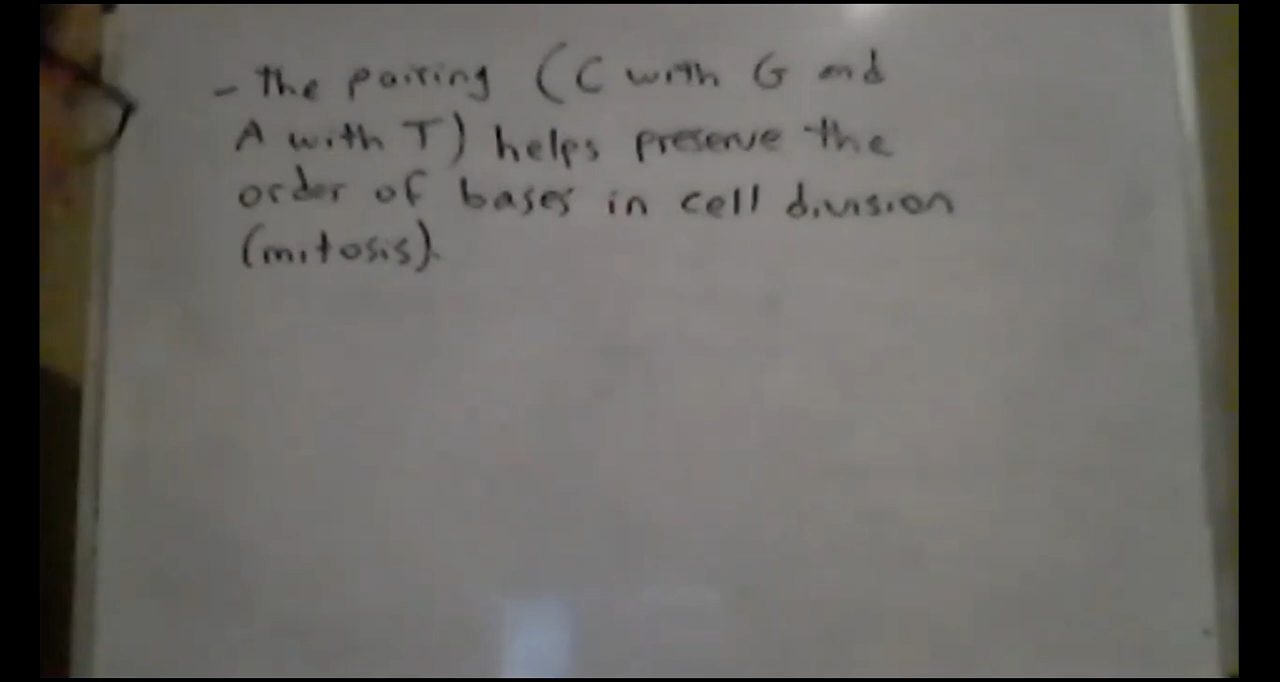 - The pairing (C with G and
A with T) helps preserve the
order of bases in cell division
(mitosis).